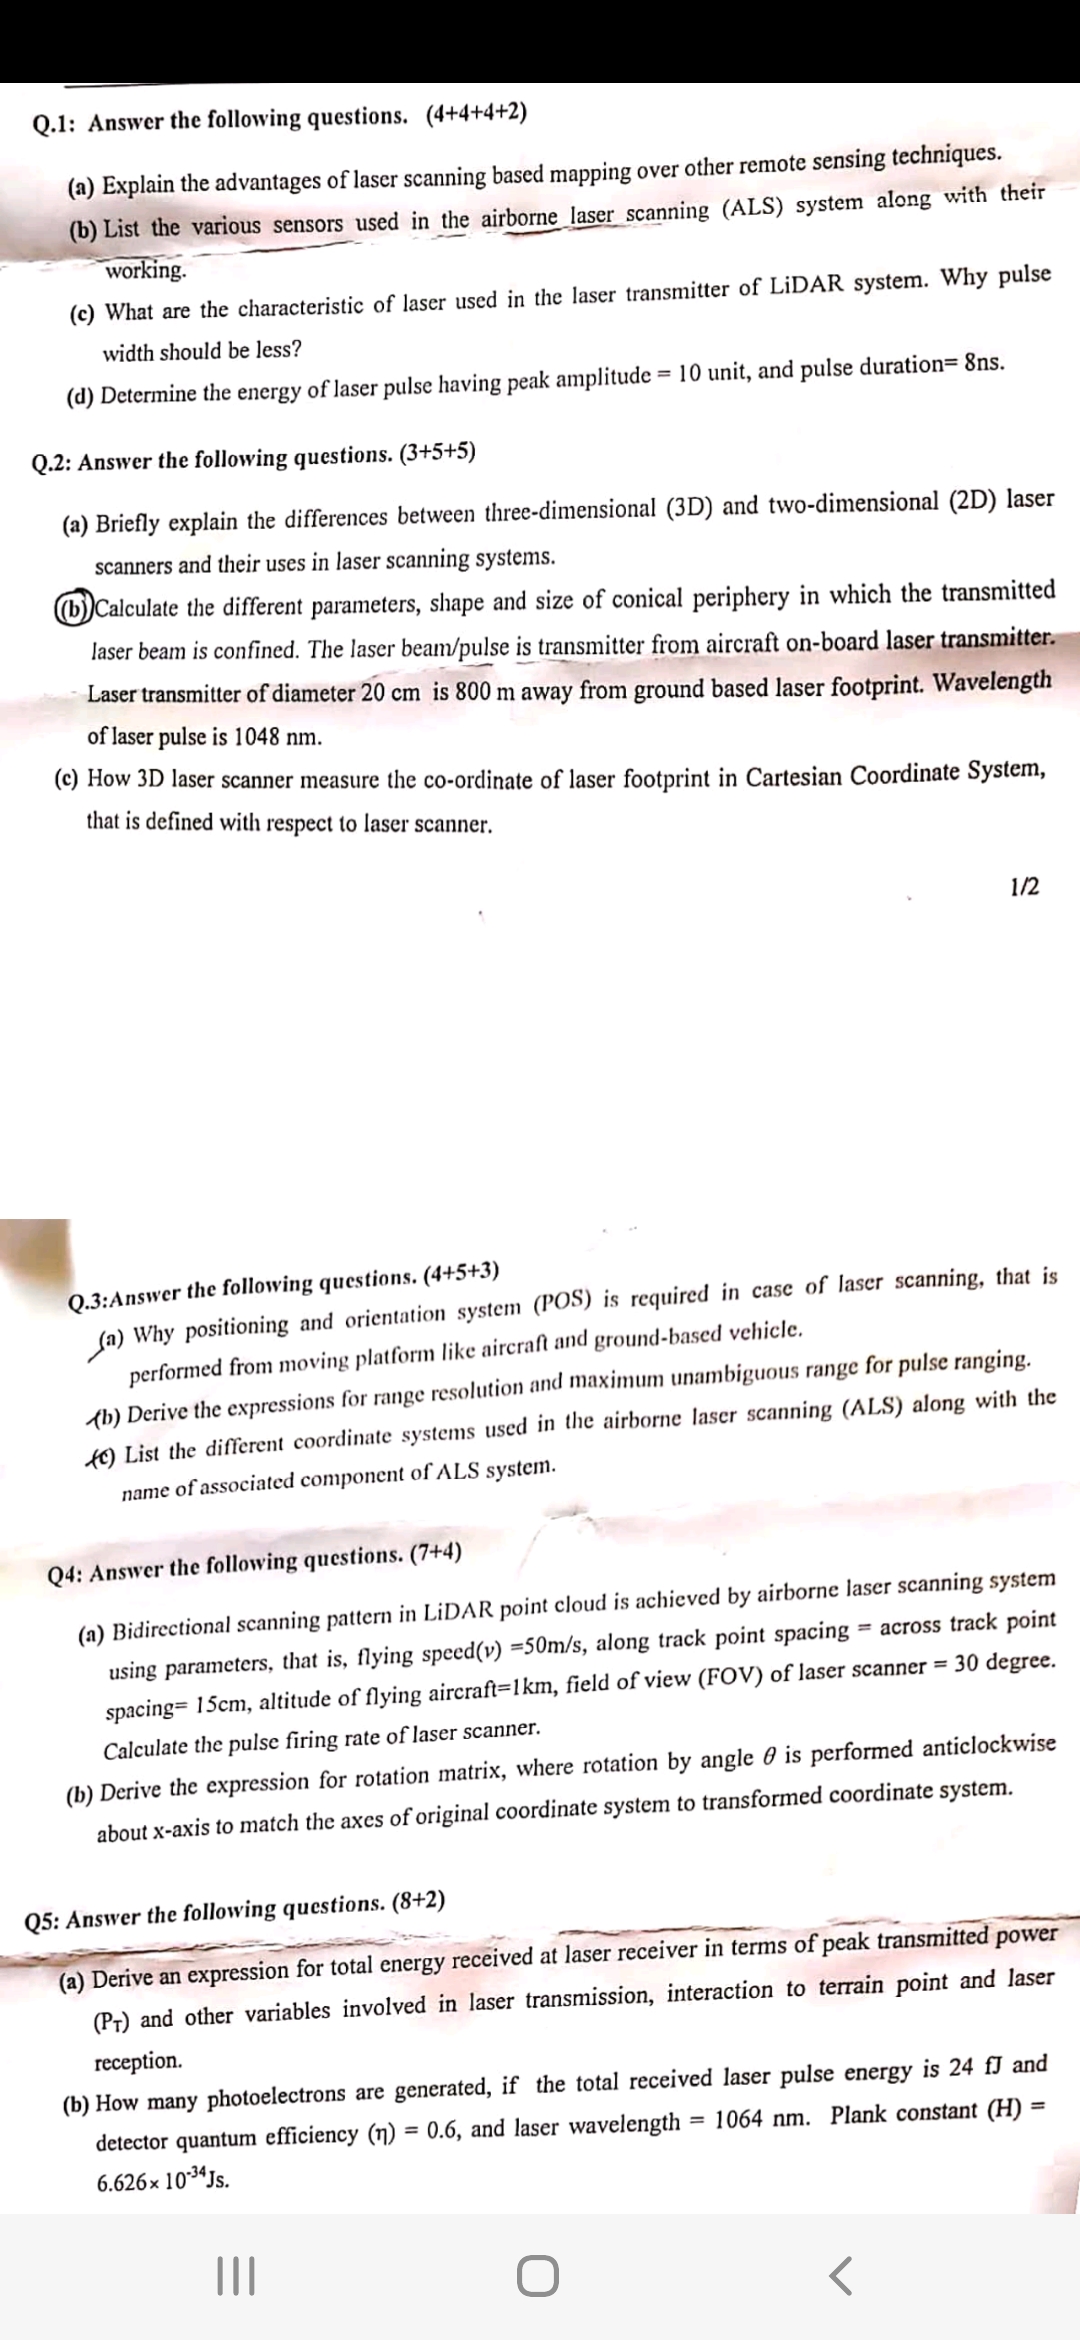 Q.1: Answer the following questions. (4+4+4+2)
(a) Explain the advantages of laser scanning based mapping over other remote sensing techniques.
(b) List the various sensors used in the airborne laser scanning (ALS) system along with their
working.
(c) What are the characteristic of laser used in the laser transmitter of LiDAR system. Why pulse
width should be less?
(d) Determine the energy of laser pulse having peak amplitude = 10 unit, and pulse duration= 8ns.
Q.2: Answer the following questions. (3+5+5)
(a) Briefly explain the differences between three-dimensional (3D) and two-dimensional (2D) laser
scanners and their uses in laser scanning systems.
(b) Calculate the different parameters, shape and size of conical periphery in which the transmitted
laser beam is confined. The laser beam/pulse is transmitter from aircraft on-board laser transmitter.
Laser transmitter of diameter 20 cm is 800 m away from ground based laser footprint. Wavelength
of laser pulse is 1048 nm.
(c) How 3D laser scanner measure the co-ordinate of laser footprint in Cartesian Coordinate System,
that is defined with respect to laser scanner.
1/2
Q.3:Answer the following questions. (4+5+3)
(a) Why positioning and orientation system (POS) is required in case of laser scanning, that is
performed from moving platform like aircraft and ground-based vehicle.
(b) Derive the expressions for range resolution and maximum unambiguous range for pulse ranging.
(c) List the different coordinate systems used in the airborne laser scanning (ALS) along with the
name of associated component of ALS system.
Q4: Answer the following questions. (7+4)
(a) Bidirectional scanning pattern in LiDAR point cloud is achieved by airborne laser scanning system
using parameters, that is, flying speed(v) =50m/s, along track point spacing = across track point
spacing= 15cm, altitude of flying aircraft=1km, field of view (FOV) of laser scanner = 30 degree.
Calculate the pulse firing rate of laser scanner.
(b) Derive the expression for rotation matrix, where rotation by angle θ is performed anticlockwise
about x-axis to match the axes of original coordinate system to transformed coordinate system.
Q5: Answer the following questions. (8+2)
(a) Derive an expression for total energy received at laser receiver in terms of peak transmitted power
(P_T) and other variables involved in laser transmission, interaction to terrain point and laser
reception.
(b) How many photoelectrons are generated, if the total received laser pulse energy is 24 fJ and
detector quantum efficiency (η) = 0.6, and laser wavelength = 1064 nm. Plank constant (H) =
6.626× 10⁻³⁴Js.